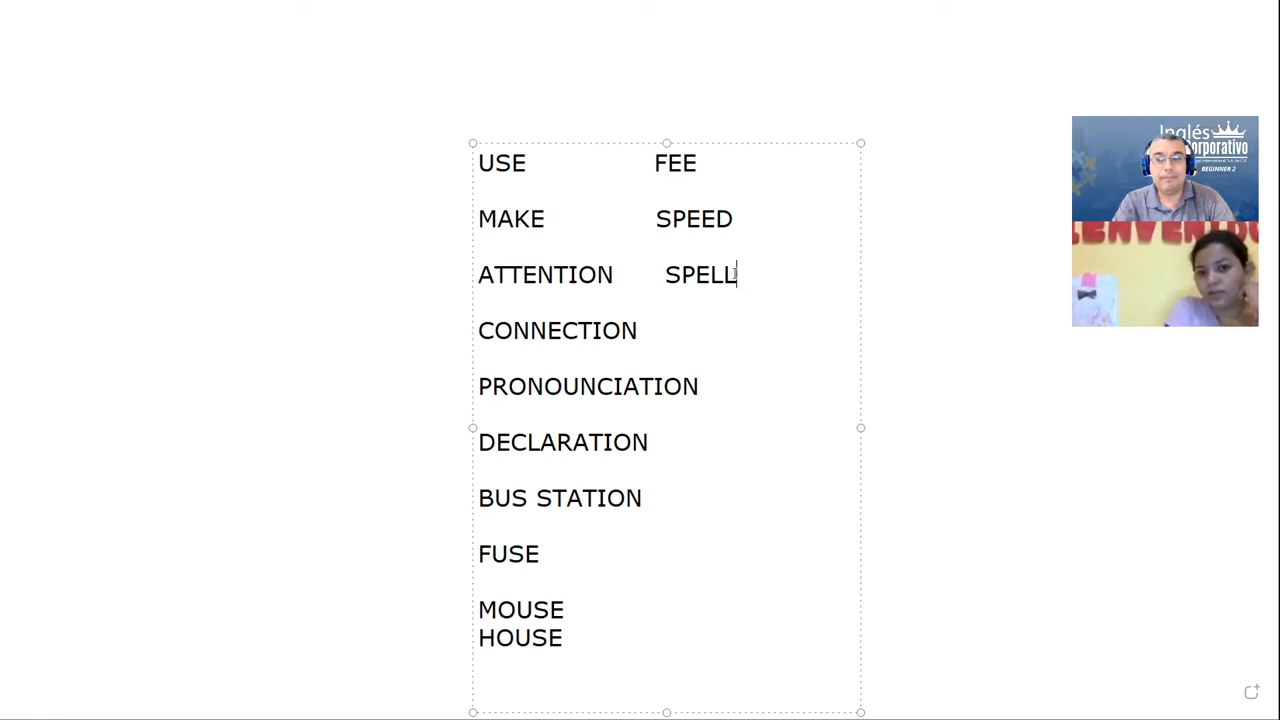 USE FEE
MAKE SPEED
ATTENTION SPELL
CONNECTION
PRONOUNCIATION
DECLARATION
BUS STATION
FUSE
MOUSE
HOUSE
Inglés
corporativo
BEGINNER 2